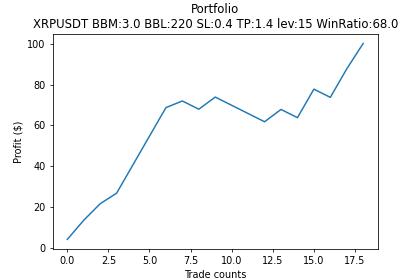 Portfolio
XRPUSDT BBM:3.0 BBL:220 SL:0.4 TP:1.4 lev:15 WinRatio:68.0
100
80
60
40
20
0
Profit ($)
0.0 2.5 5.0 7.5 10.0 12.5 15.0 17.5
Trade counts